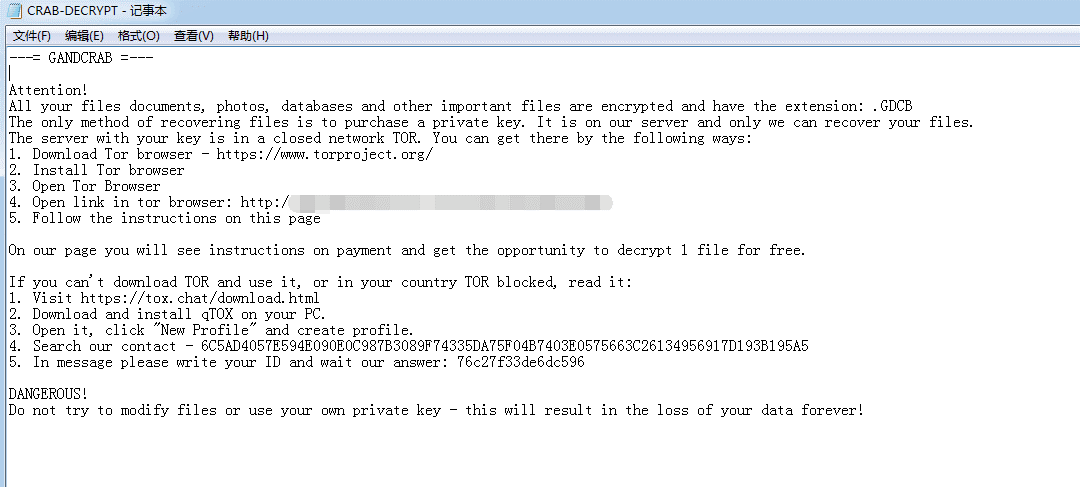 CRAB-DECRYPT - 记事本
文件(F) 编辑(E) 格式(O) 查看(V) 帮助(H)
---= GANDCRAB =---
Attention!
All your files documents, photos, databases and other important files are encrypted and have the extension: .GDCB
The only method of recovering files is to purchase a private key. It is on our server and only we can recover your files.
The server with your key is in a closed network TOR. You can get there by the following ways:
1. Download Tor browser - https://www.torproject.org/
2. Install Tor browser
3. Open Tor Browser
4. Open link in tor browser: http:/
5. Follow the instructions on this page
On our page you will see instructions on payment and get the opportunity to decrypt 1 file for free.
If you can't download TOR and use it, or in your country TOR blocked, read it:
1. Visit https://tox.chat/download.html
2. Download and install qTOX on your PC.
3. Open it, click "New Profile" and create profile.
4. Search our contact - 6C5AD4057E594E090E0C987B3089F74335DA75F04B7403E0575663C26134956917D193B195A5
5. In message please write your ID and wait our answer: 76c27f33de6dc596
DANGEROUS!
Do not try to modify files or use your own private key - this will result in the loss of your data forever!